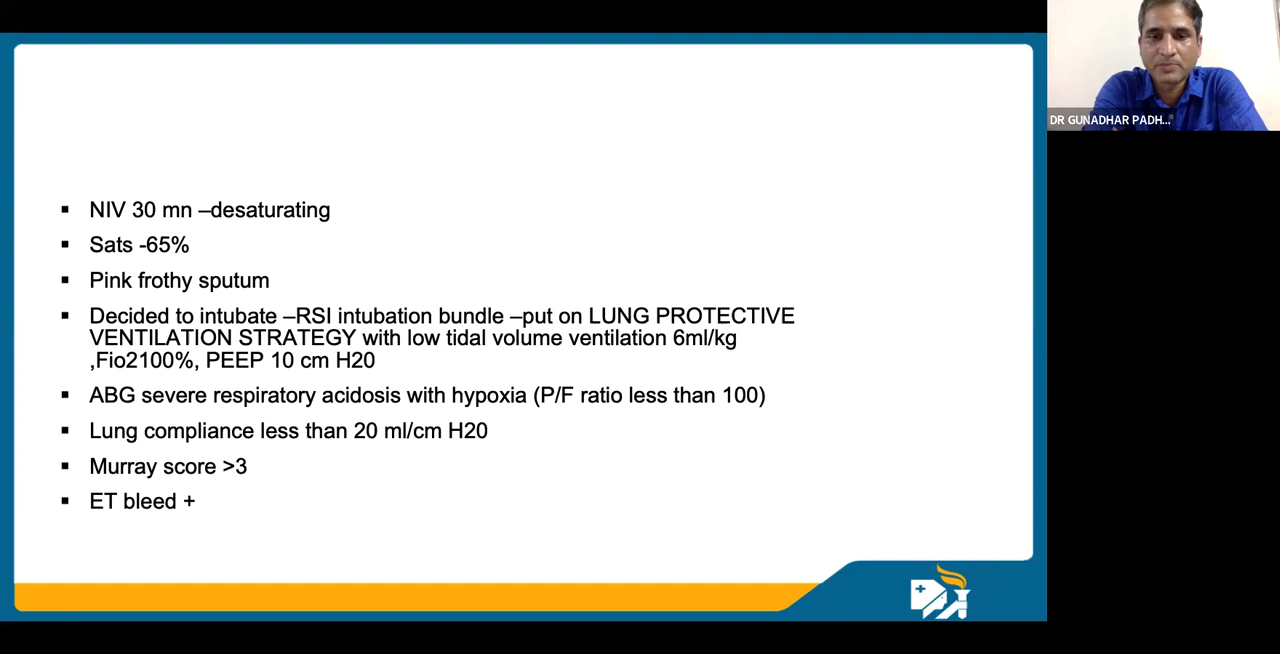 DR GUNADHAR PADH...
▪ NIV 30 mn –desaturating
▪ Sats -65%
▪ Pink frothy sputum
▪ Decided to intubate –RSI intubation bundle –put on LUNG PROTECTIVE
VENTILATION STRATEGY with low tidal volume ventilation 6ml/kg
,Fio2100%, PEEP 10 cm H20
▪ ABG severe respiratory acidosis with hypoxia (P/F ratio less than 100)
▪ Lung compliance less than 20 ml/cm H20
▪ Murray score >3
▪ ET bleed +